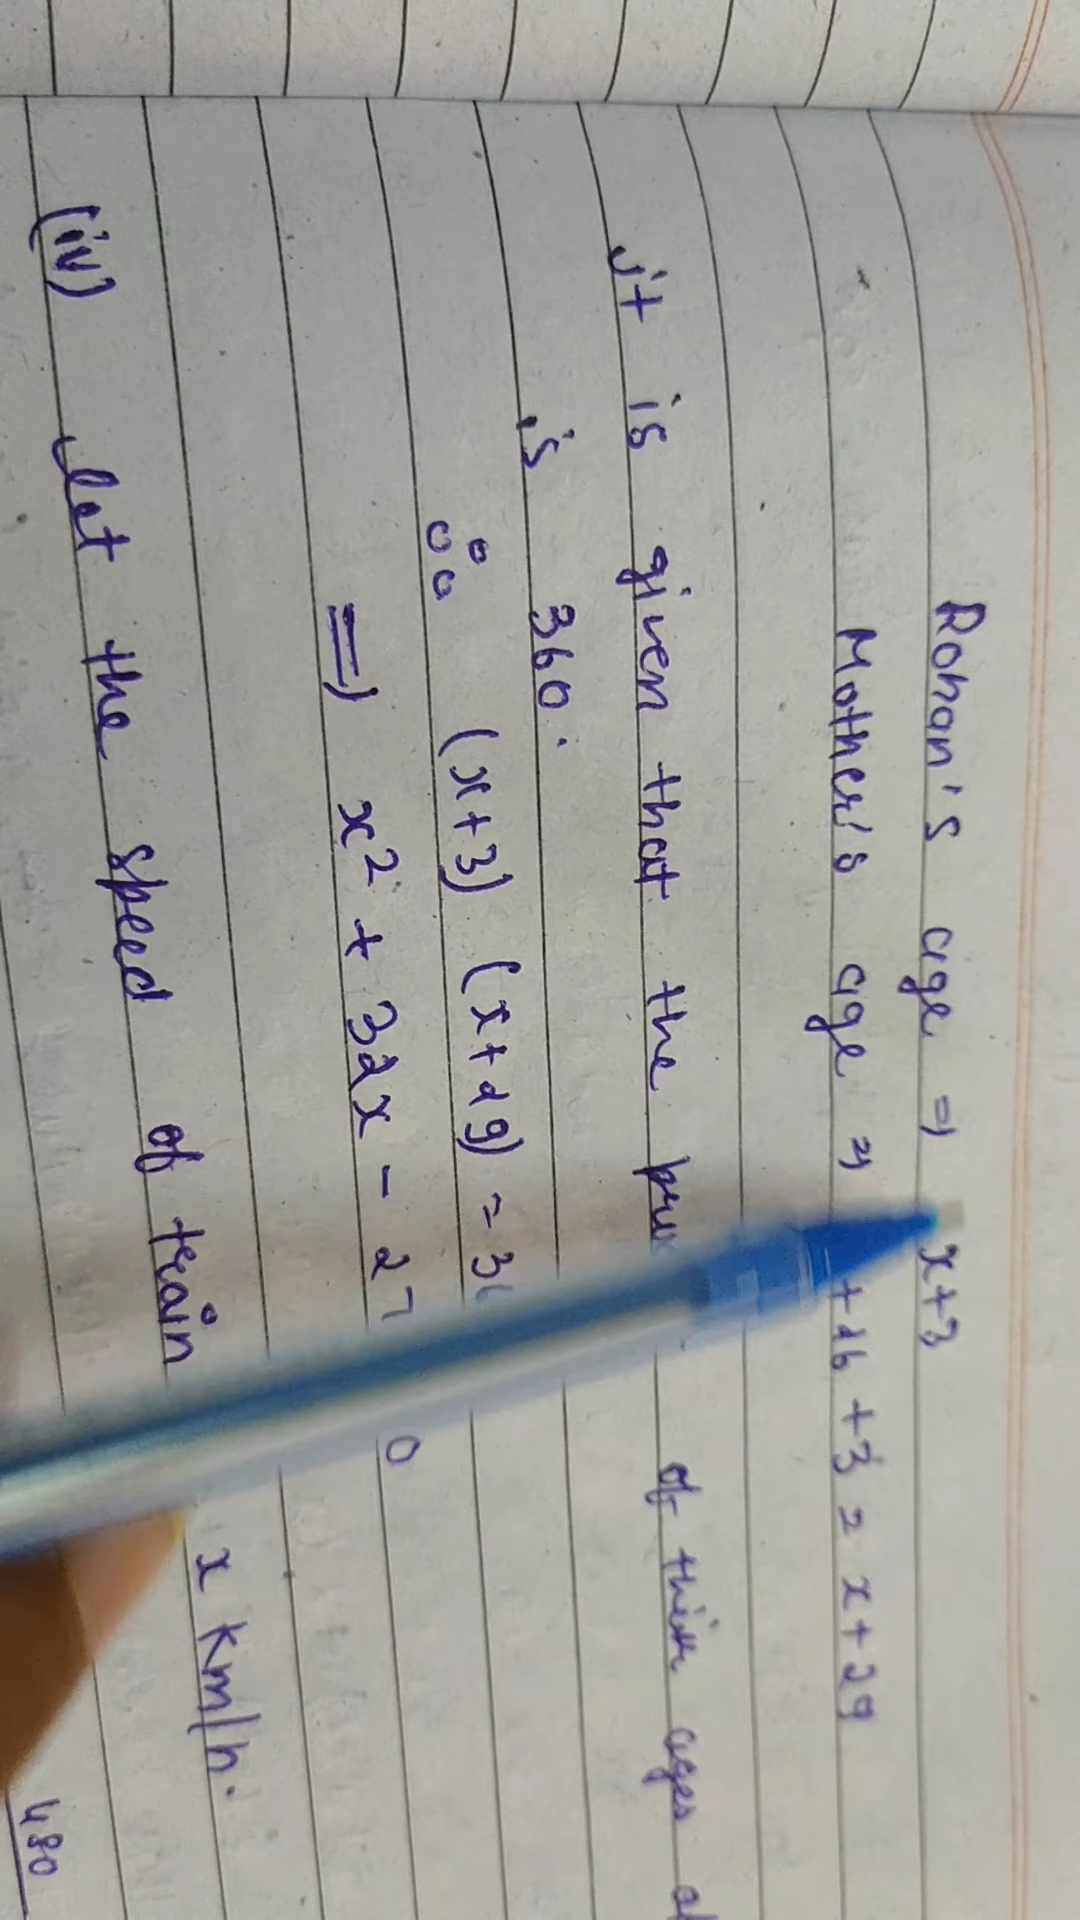 Rohan's age => x+3
Mother's age => +26+3 = x+29
it is given that the of their ages
is 360.
∴ (x+3) (x+29) = 3
=> x² + 32x - 27 0
(iv) Let the speed of train x km/h.
480